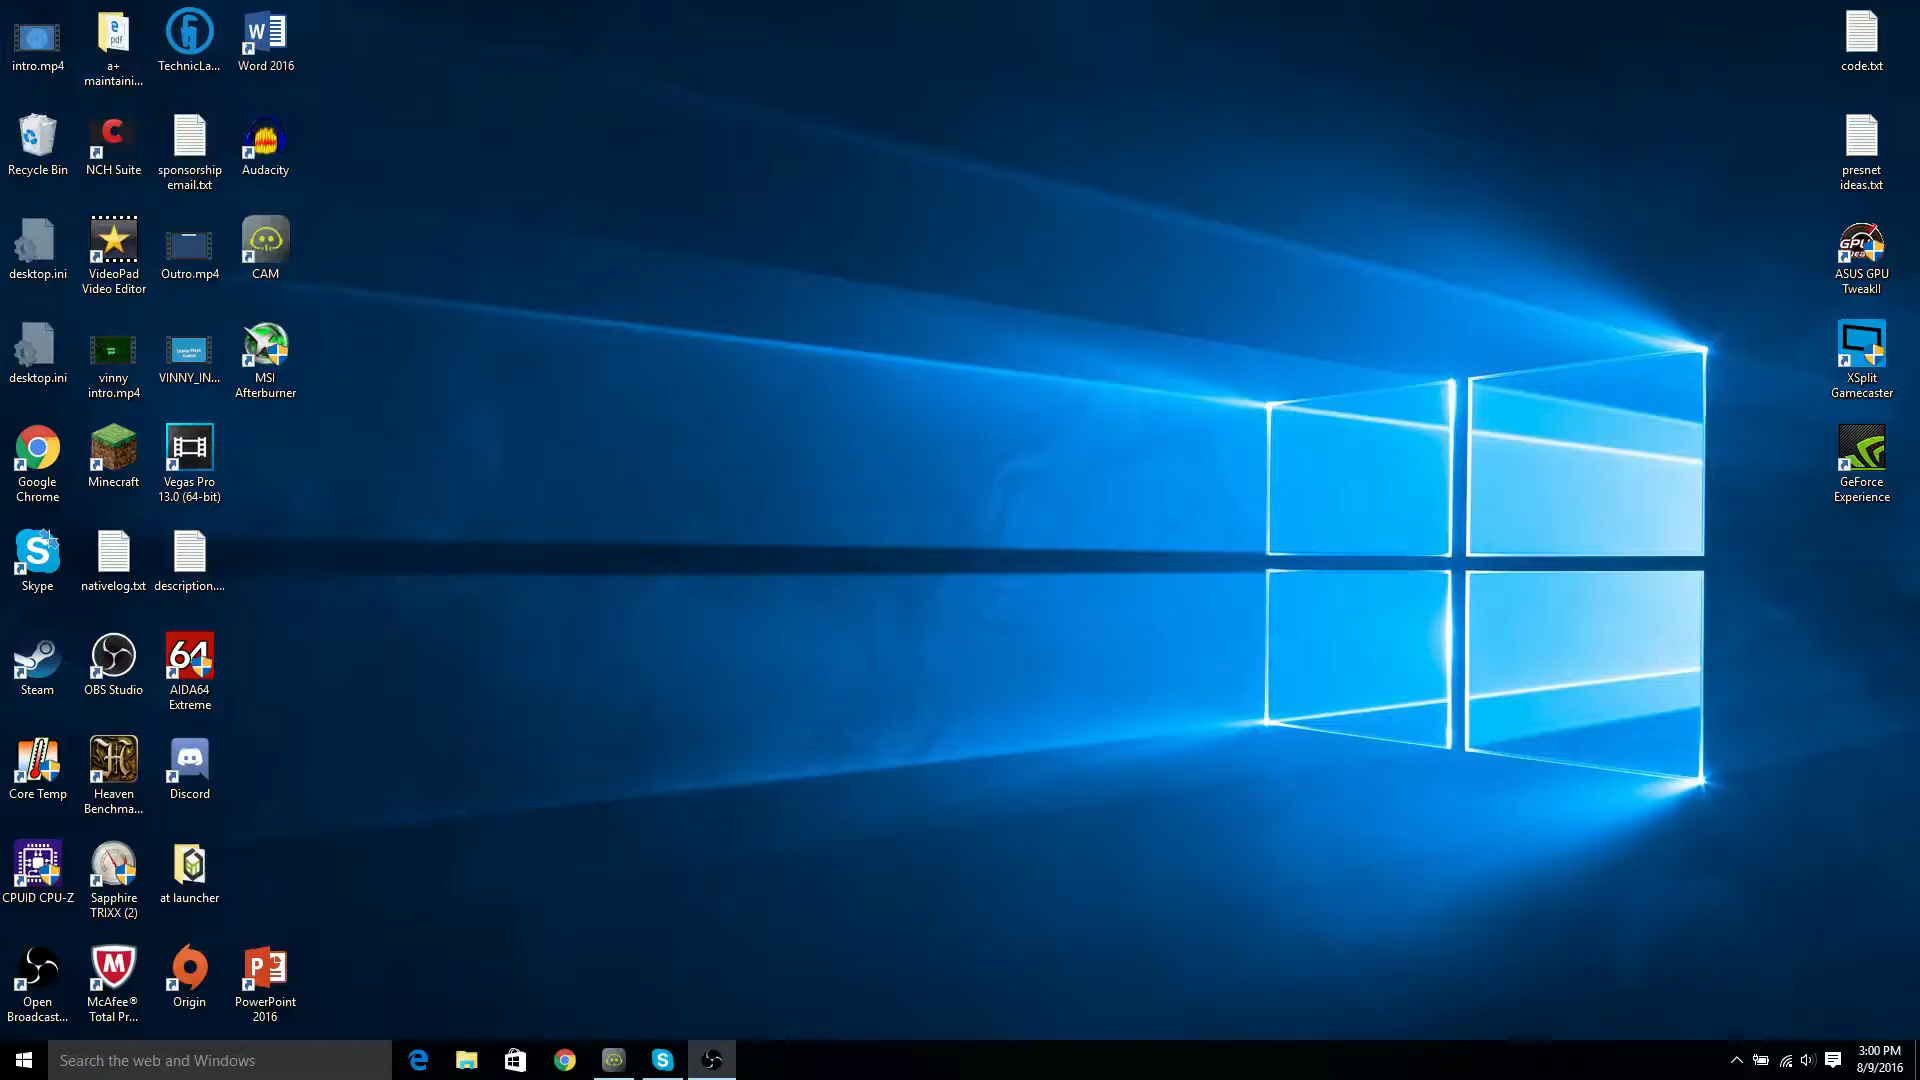 intro.mp4
a+
maintaini...
TechnicLa...
Word 2016
code.txt
Recycle Bin
NCH Suite
sponsorship
email.txt
Audacity
presnet
ideas.txt
desktop.ini
VideoPad
Video Editor
Outro.mp4
CAM
ASUS GPU
TweakII
desktop.ini
vinny
intro.mp4
VINNY_IN...
MSI
Afterburner
XSplit
Gamecaster
Google
Chrome
Minecraft
Vegas Pro
13.0 (64-bit)
GeForce
Experience
Skype
nativelog.txt
description....
Steam
OBS Studio
64
AIDA64
Extreme
Core Temp
Heaven
Benchma...
Discord
CPUID CPU-Z
Sapphire
TRIXX (2)
at launcher
Open
Broadcast...
McAfee®
Total Pr...
Origin
PowerPoint
2016
Search the web and Windows
3:00 PM
8/9/2016